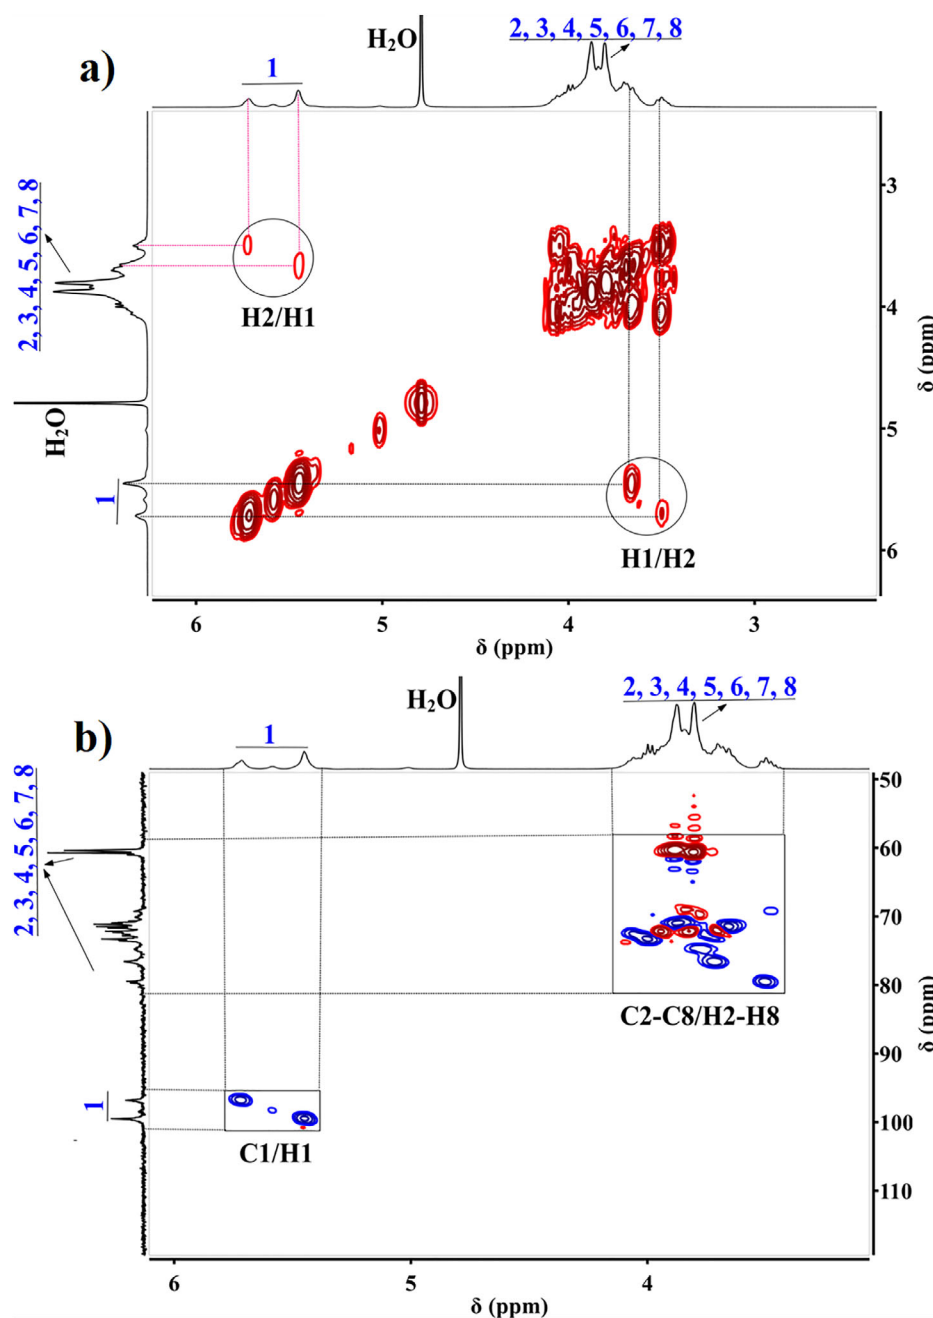 a)
1
H₂O
2, 3, 4, 5, 6, 7, 8
2, 3, 4, 5, 6, 7, 8
H₂O
1
H2/H1
H1/H2
3
4
5
6
δ (ppm)
6
5
4
3
δ (ppm)
b)
1
H₂O
2, 3, 4, 5, 6, 7, 8
2, 3, 4, 5, 6, 7, 8
1
C2-C8/H2-H8
C1/H1
50
60
70
80
90
100
110
δ (ppm)
6
5
4
δ (ppm)